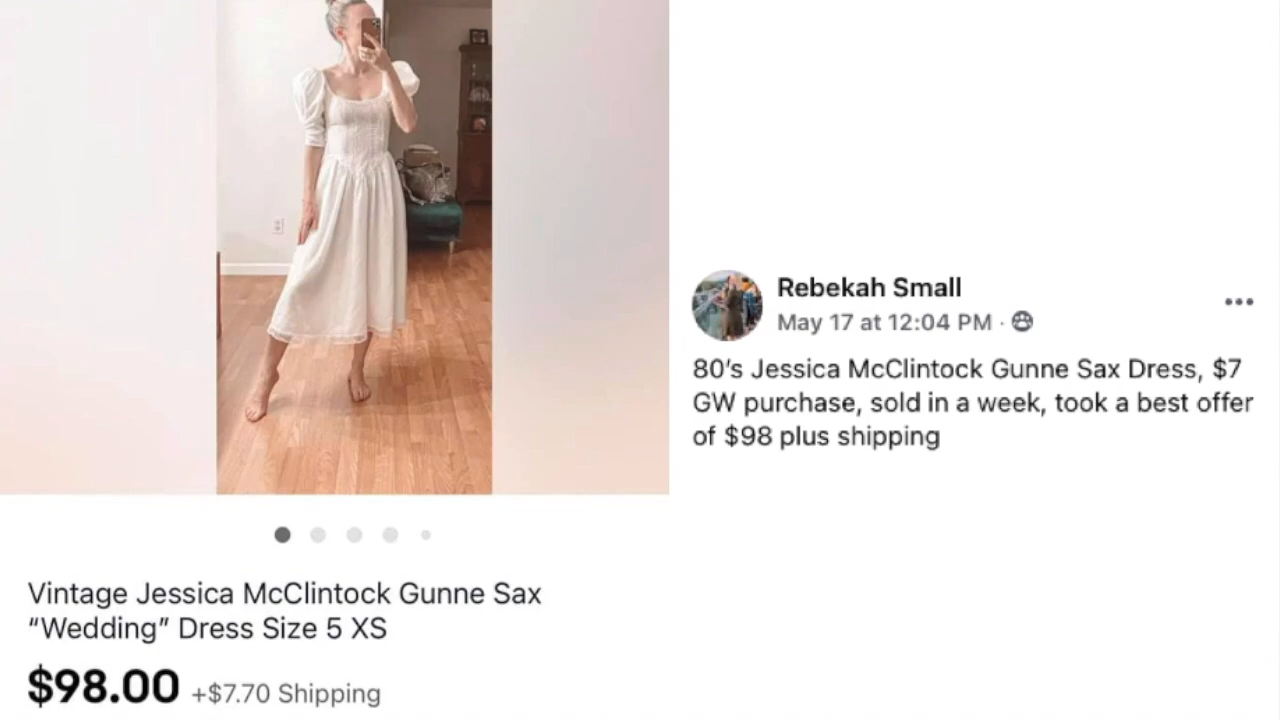 Rebekah Small
May 17 at 12:04 PM ·
80's Jessica McClintock Gunne Sax Dress, $7
GW purchase, sold in a week, took a best offer
of $98 plus shipping
Vintage Jessica McClintock Gunne Sax
“Wedding” Dress Size 5 XS
$98.00 +$7.70 Shipping